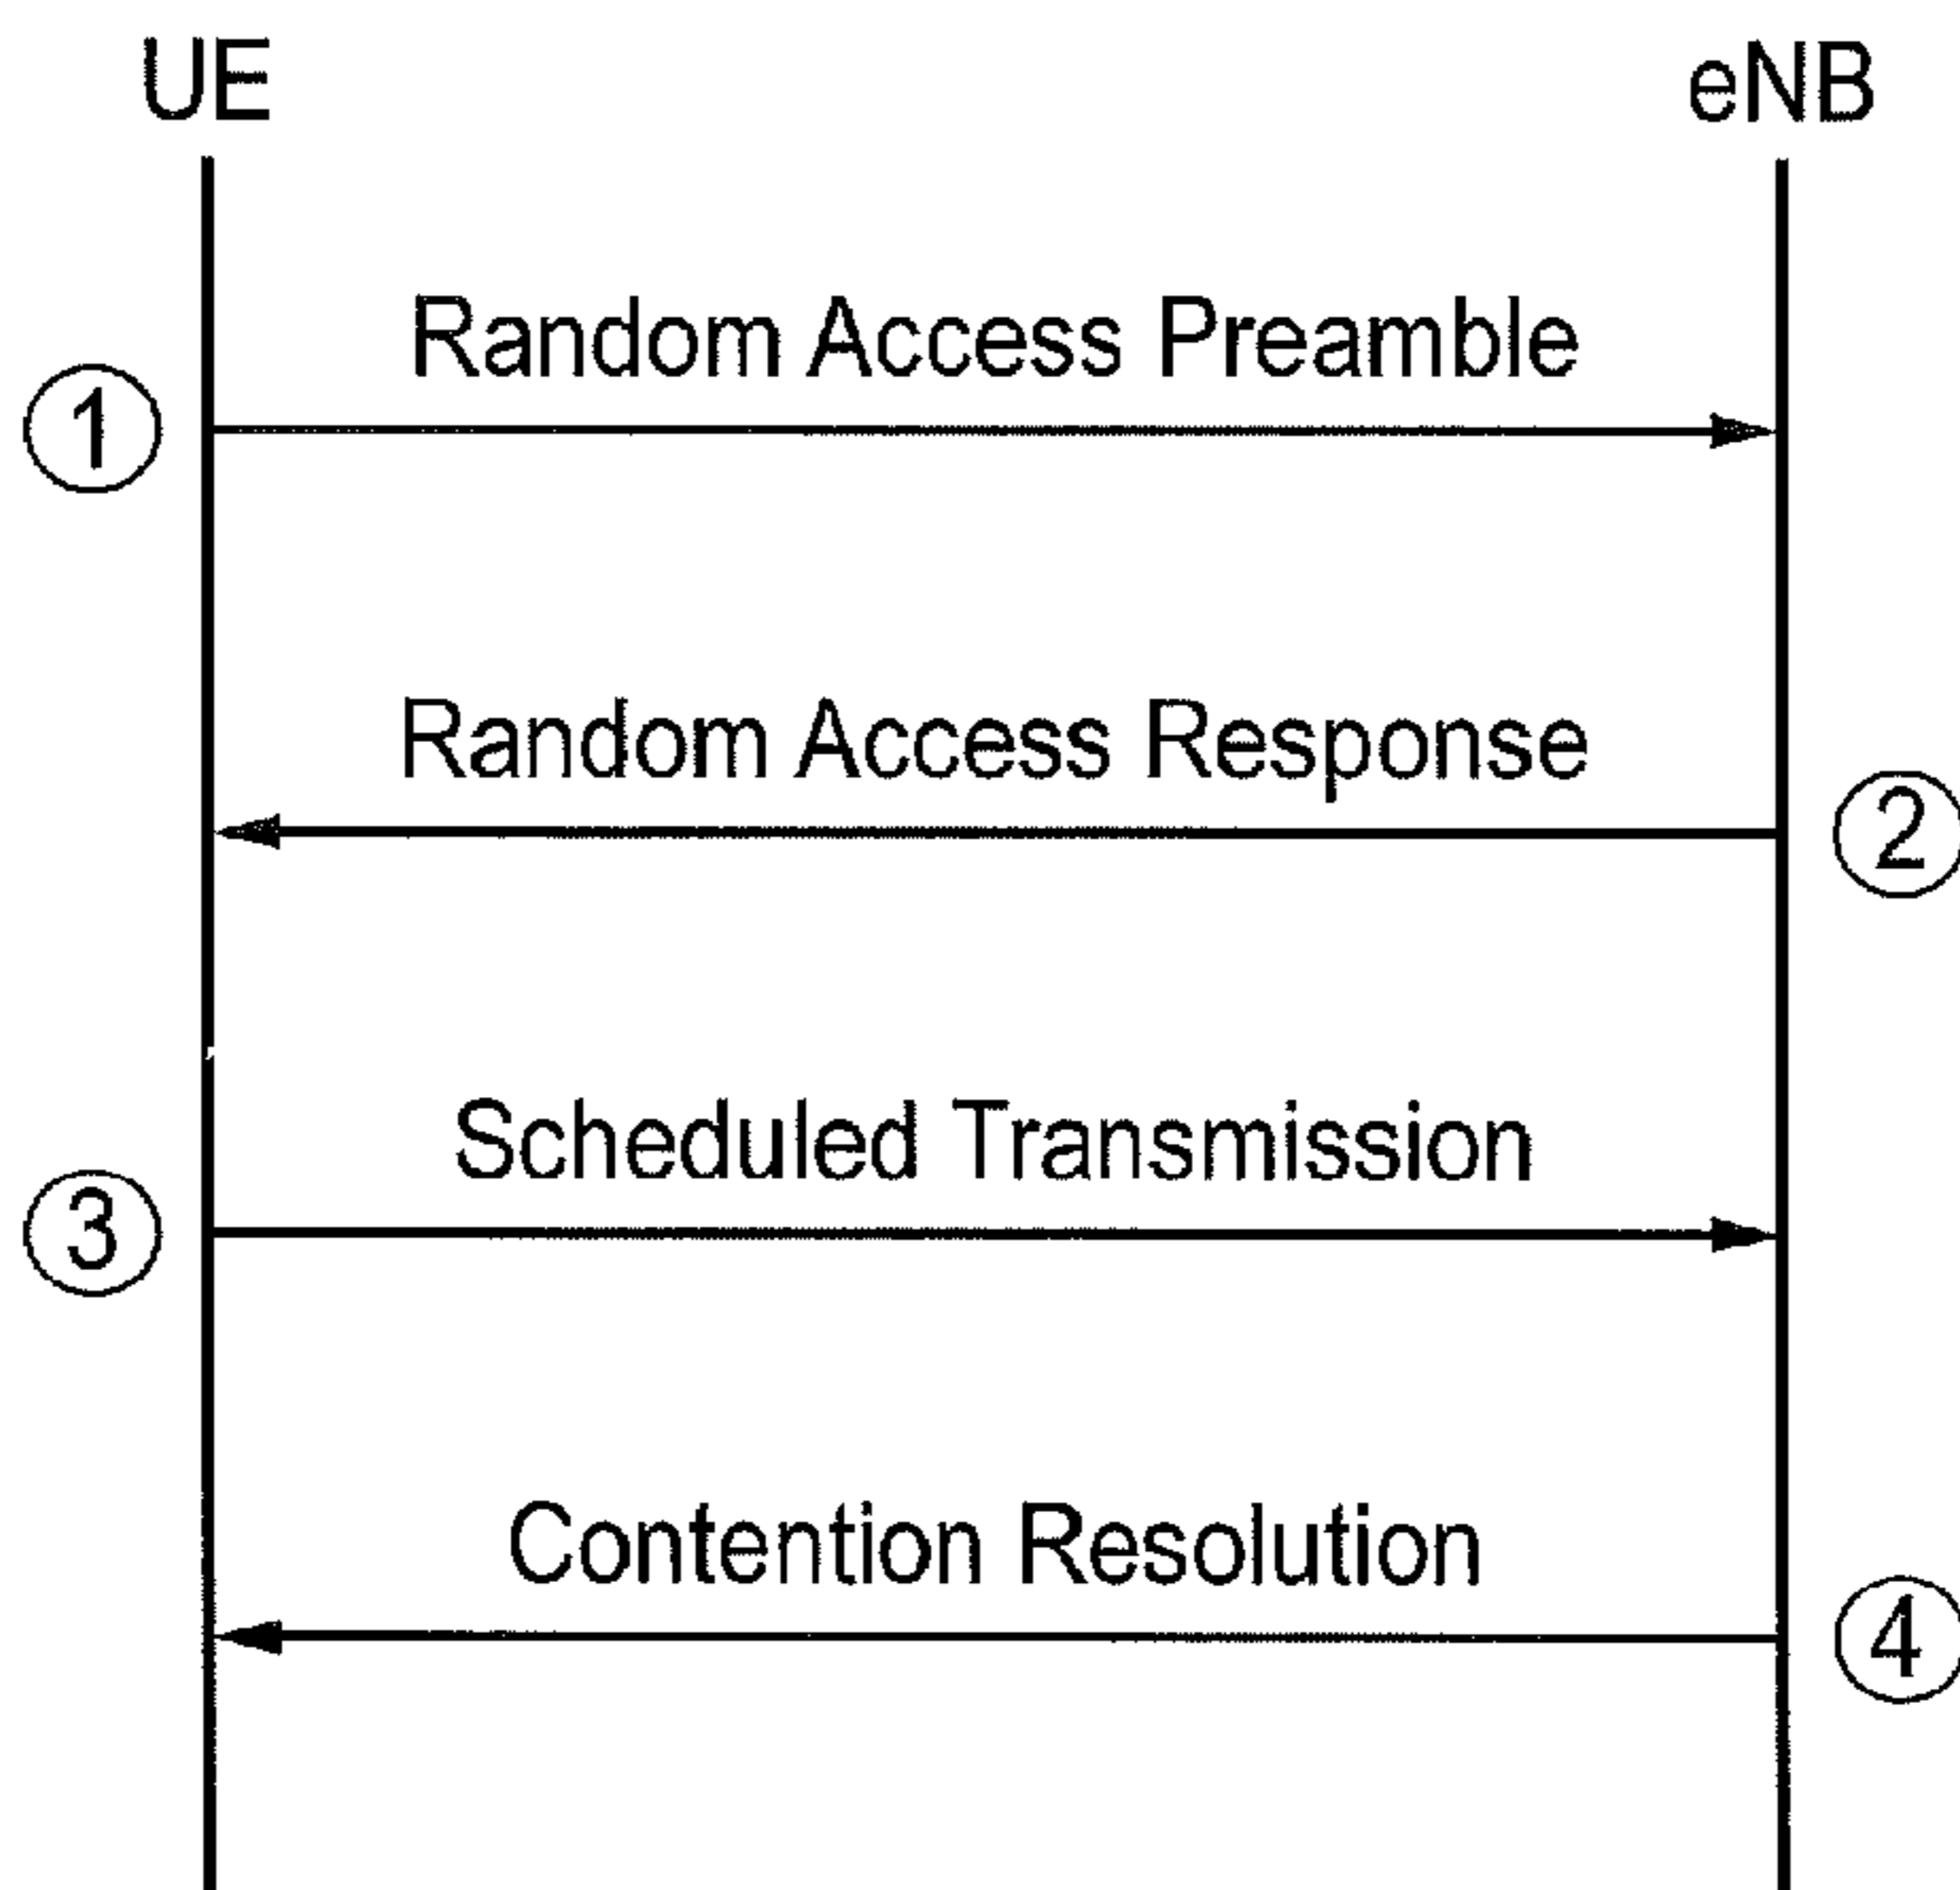 UE eNB
Random Access Preamble
①
Random Access Response
②
Scheduled Transmission
③
Contention Resolution
④